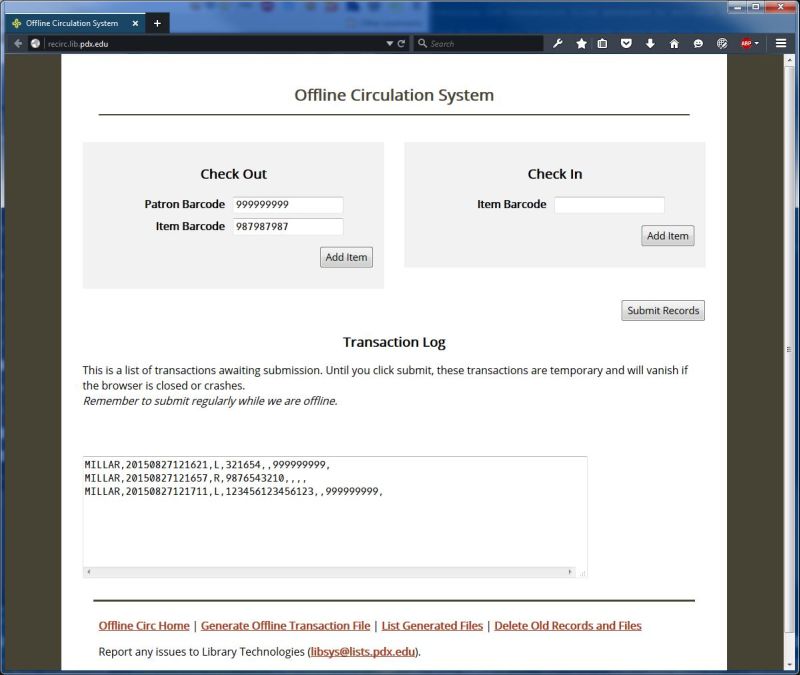 Offline Circulation System
recirc.lib.pdx.edu
Search
ABP
Offline Circulation System
Check Out
Patron Barcode 999999999
Item Barcode 987987987
Add Item
Check In
Item Barcode
Add Item
Submit Records
Transaction Log
This is a list of transactions awaiting submission. Until you click submit, these transactions are temporary and will vanish if
the browser is closed or crashes.
Remember to submit regularly while we are offline.
MILLAR,20150827121621,L,321654,,999999999,
MILLAR,20150827121657,R,9876543210,,,,
MILLAR,20150827121711,L,123456123456123,,999999999,
Offline Circ Home | Generate Offline Transaction File | List Generated Files | Delete Old Records and Files
Report any issues to Library Technologies (libsys@lists.pdx.edu).